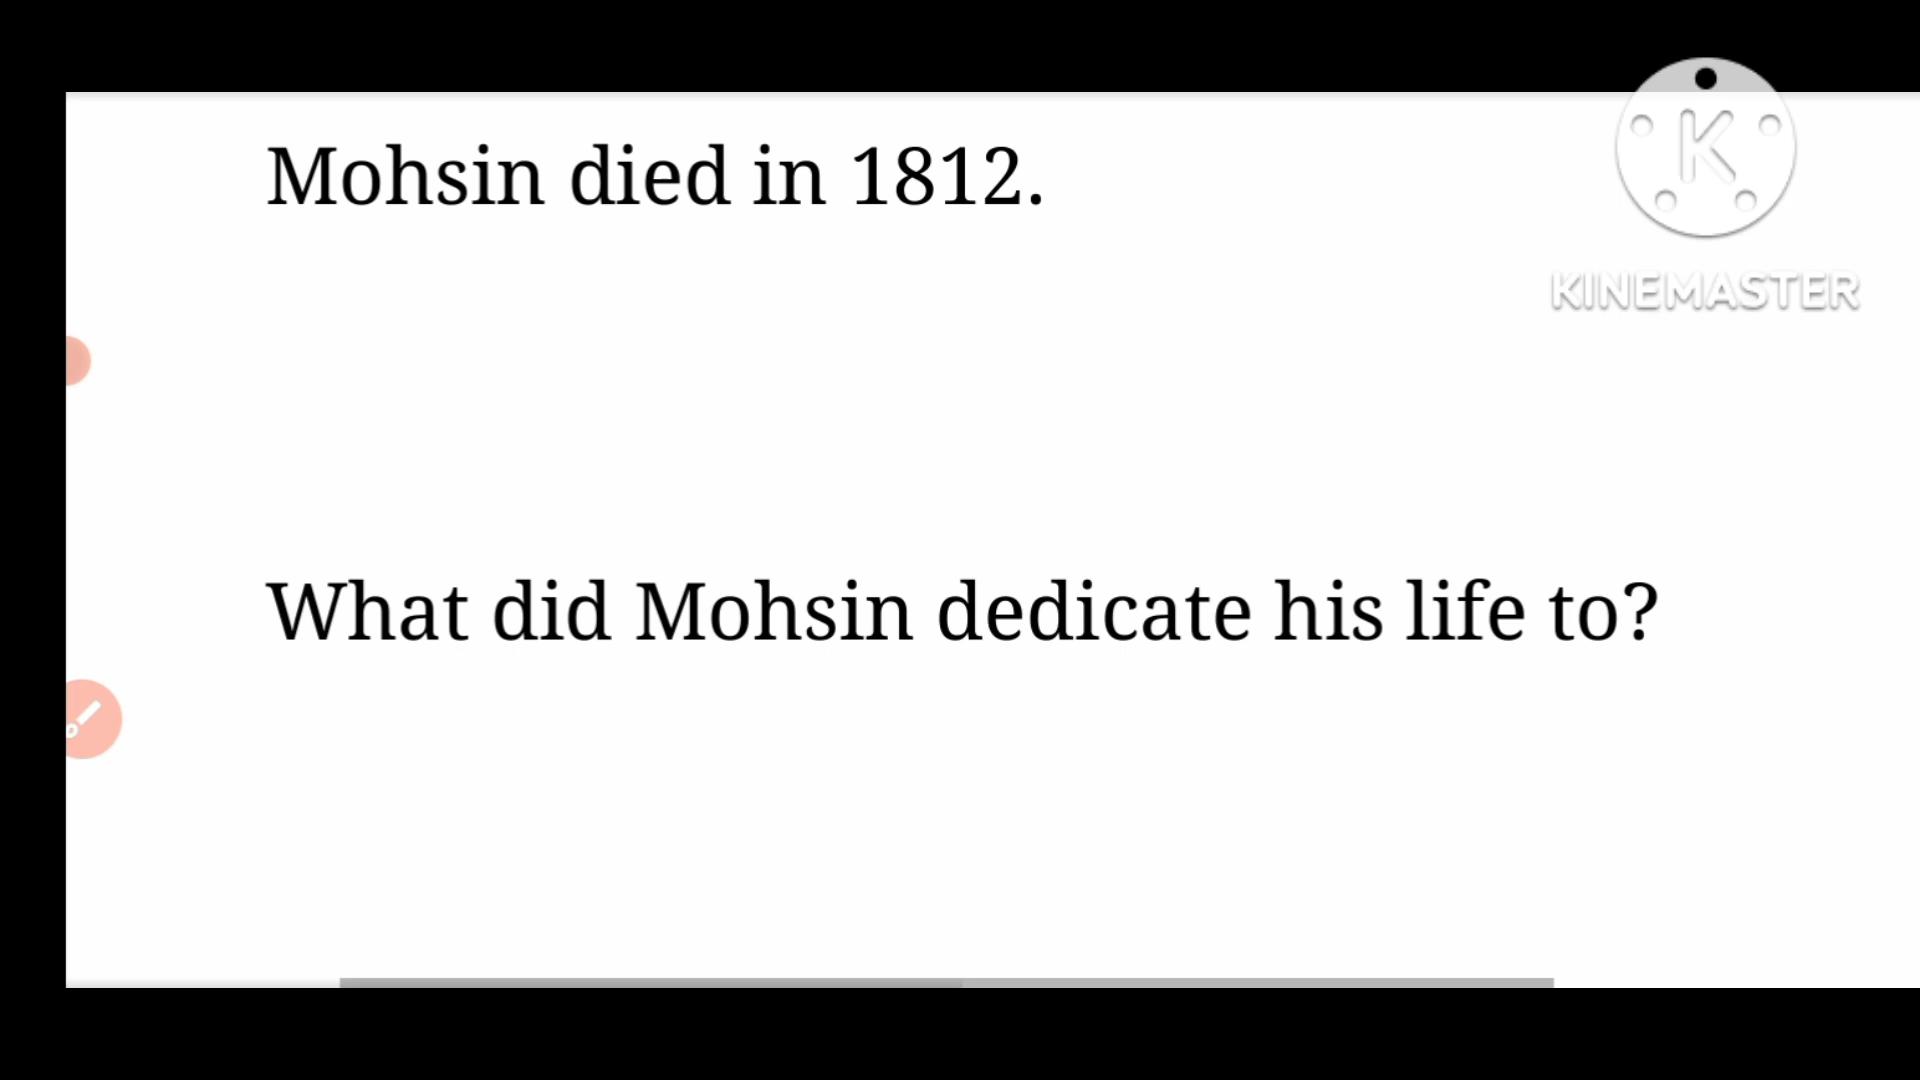 Mohsin died in 1812.
K
KINEMASTER
What did Mohsin dedicate his life to?